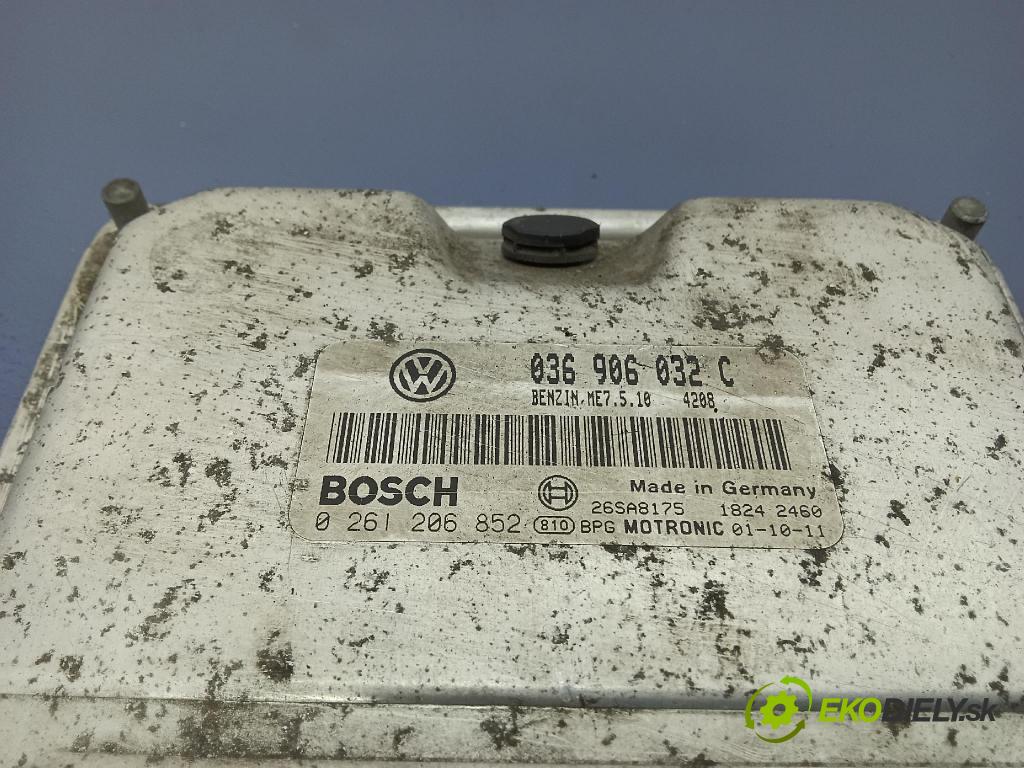 036 906 032 C
BENZIN.ME7.5.10 4208
BOSCH
Made in Germany
26SA8175 1824 2460
0 261 206 852 810 BPG MOTRONIC 01-10-11
EKODIELY.sk